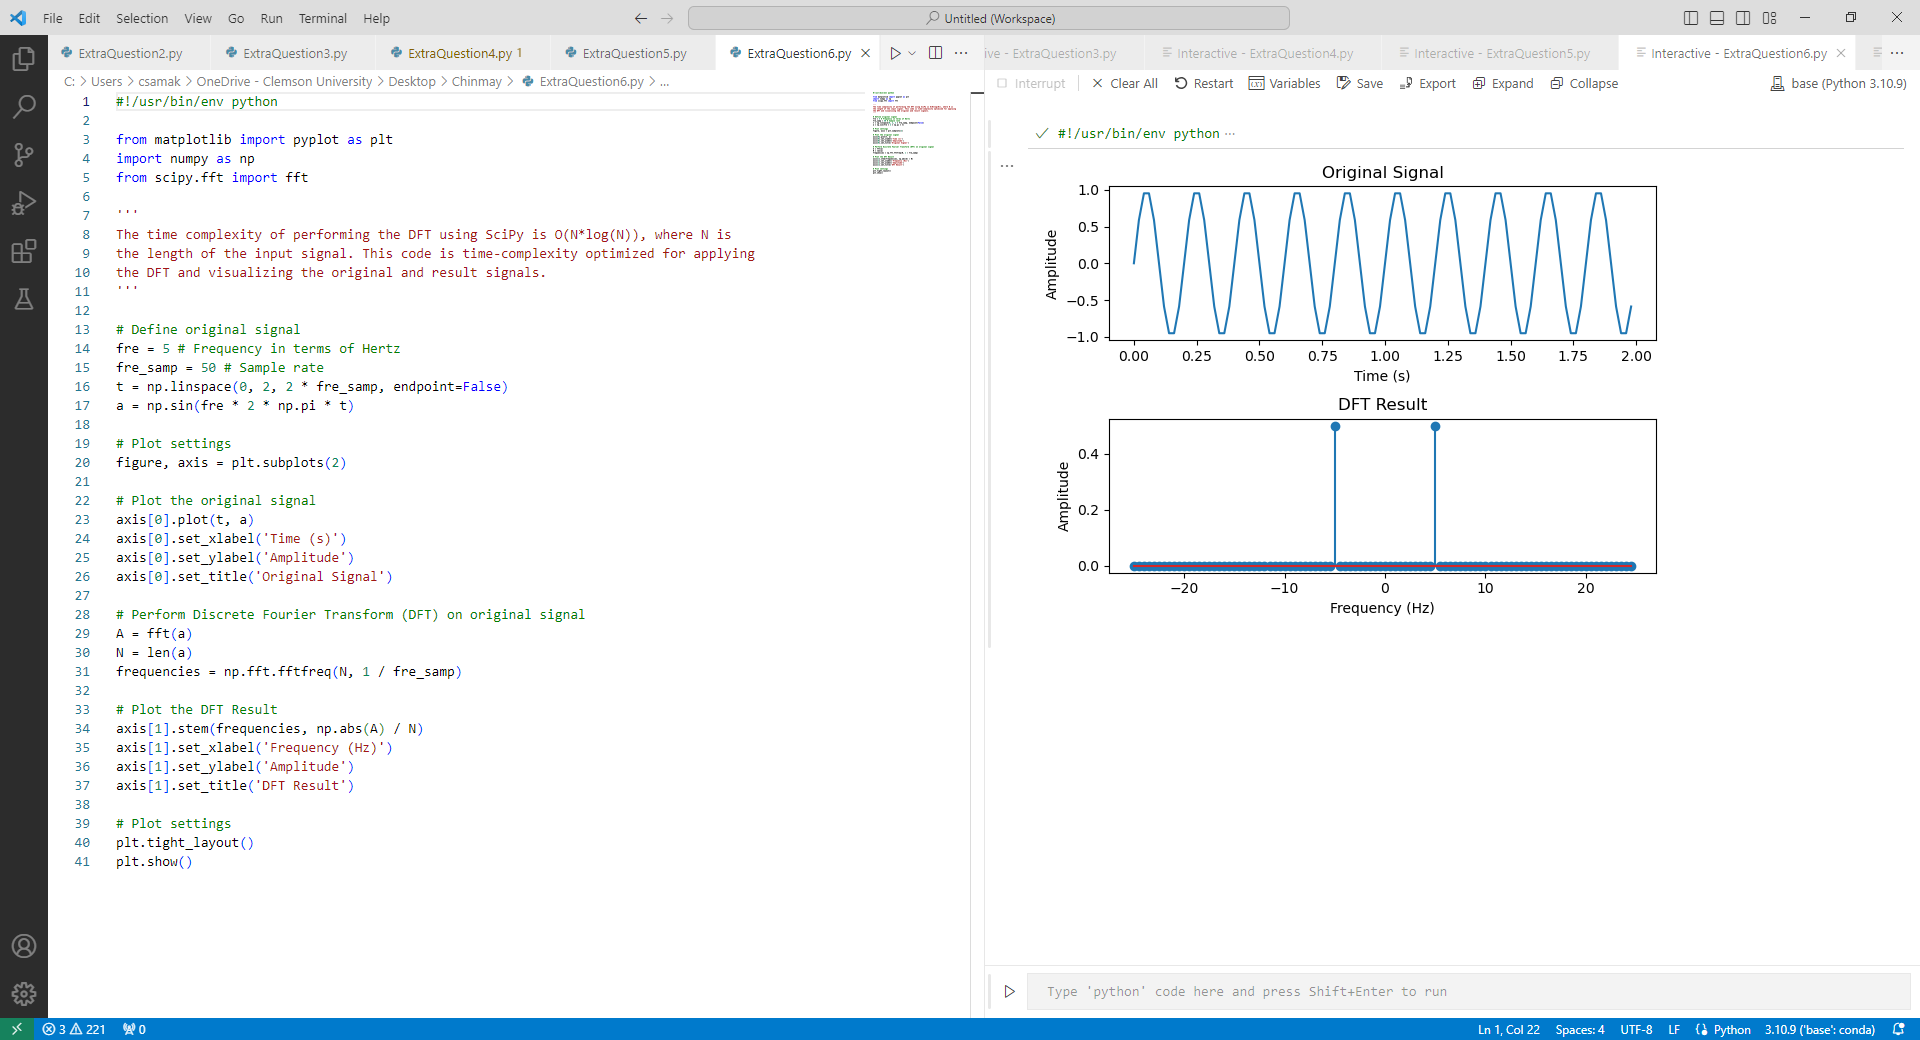 File Edit Selection View Go Run Terminal Help
Untitled (Workspace)
ExtraQuestion2.py ExtraQuestion3.py ExtraQuestion4.py 1 ExtraQuestion5.py ExtraQuestion6.py
ive - ExtraQuestion3.py Interactive - ExtraQuestion4.py Interactive - ExtraQuestion5.py Interactive - ExtraQuestion6.py
C: > Users > csamak > OneDrive - Clemson University > Desktop > Chinmay > ExtraQuestion6.py > ...
Interrupt Clear All Restart Variables Save Export Expand Collapse base (Python 3.10.9)
1 #!/usr/bin/env python
2
3 from matplotlib import pyplot as plt
4 import numpy as np
5 from scipy.fft import fft
6
7 '''
8 The time complexity of performing the DFT using SciPy is O(N*log(N)), where N is
9 the length of the input signal. This code is time-complexity optimized for applying
10 the DFT and visualizing the original and result signals.
11 '''
12
13 # Define original signal
14 fre = 5 # Frequency in terms of Hertz
15 fre_samp = 50 # Sample rate
16 t = np.linspace(0, 2, 2 * fre_samp, endpoint=False)
17 a = np.sin(fre * 2 * np.pi * t)
18
19 # Plot settings
20 figure, axis = plt.subplots(2)
21
22 # Plot the original signal
23 axis[0].plot(t, a)
24 axis[0].set_xlabel('Time (s)')
25 axis[0].set_ylabel('Amplitude')
26 axis[0].set_title('Original Signal')
27
28 # Perform Discrete Fourier Transform (DFT) on original signal
29 A = fft(a)
30 N = len(a)
31 frequencies = np.fft.fftfreq(N, 1 / fre_samp)
32
33 # Plot the DFT Result
34 axis[1].stem(frequencies, np.abs(A) / N)
35 axis[1].set_xlabel('Frequency (Hz)')
36 axis[1].set_ylabel('Amplitude')
37 axis[1].set_title('DFT Result')
38
39 # Plot settings
40 plt.tight_layout()
41 plt.show()
#!/usr/bin/env python ...
Original Signal
Amplitude
1.0
0.5
0.0
−0.5
−1.0
0.00 0.25 0.50 0.75 1.00 1.25 1.50 1.75 2.00
Time (s)
DFT Result
Amplitude
0.4
0.2
0.0
−20 −10 0 10 20
Frequency (Hz)
Type 'python' code here and press Shift+Enter to run
3 221 0
Ln 1, Col 22 Spaces: 4 UTF-8 LF Python 3.10.9 ('base': conda)